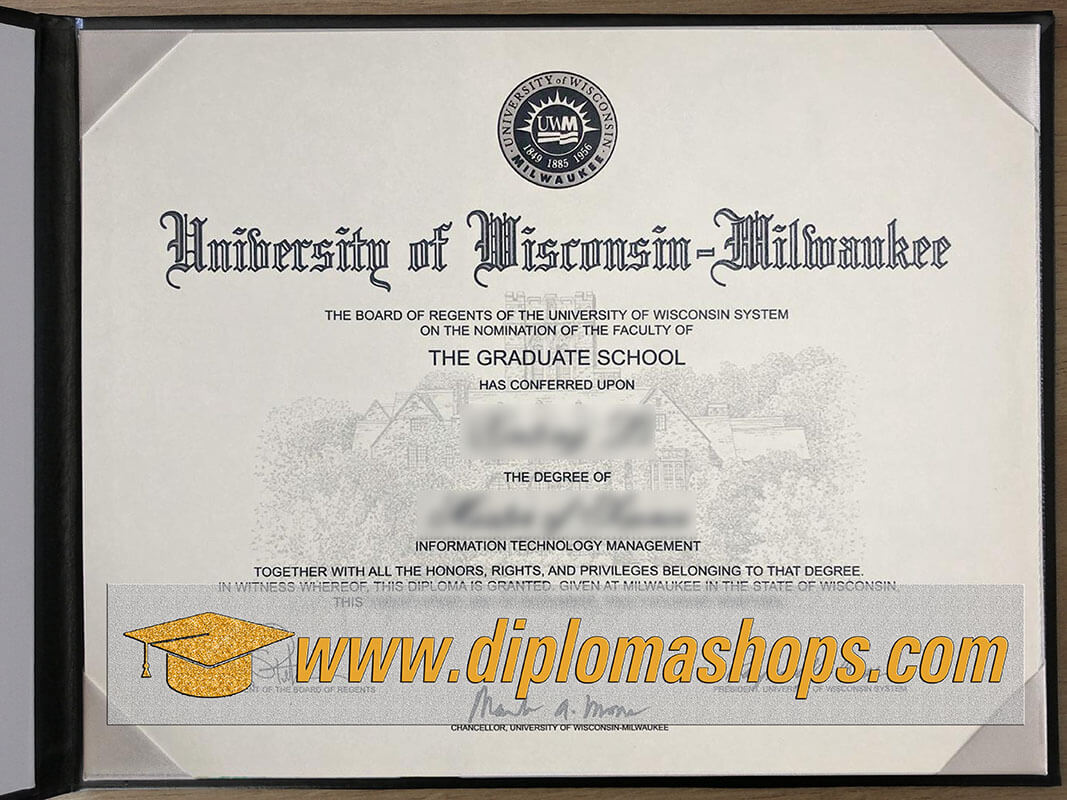 UNIVERSITY of WISCONSIN
UWM
1849 1885 1956
MILWAUKEE
University of Wisconsin-Milwaukee
THE BOARD OF REGENTS OF THE UNIVERSITY OF WISCONSIN SYSTEM
ON THE NOMINATION OF THE FACULTY OF
THE GRADUATE SCHOOL
HAS CONFERRED UPON
THE DEGREE OF
INFORMATION TECHNOLOGY MANAGEMENT
TOGETHER WITH ALL THE HONORS, RIGHTS, AND PRIVILEGES BELONGING TO THAT DEGREE.
IN WITNESS WHEREOF, THIS DIPLOMA IS GRANTED. GIVEN AT MILWAUKEE IN THE STATE OF WISCONSIN,
THIS
www.diplomashops.com
OF THE BOARD OF REGENTS
PRESIDENT, UNIVERSITY OF WISCONSIN SYSTEM
CHANCELLOR, UNIVERSITY OF WISCONSIN-MILWAUKEE